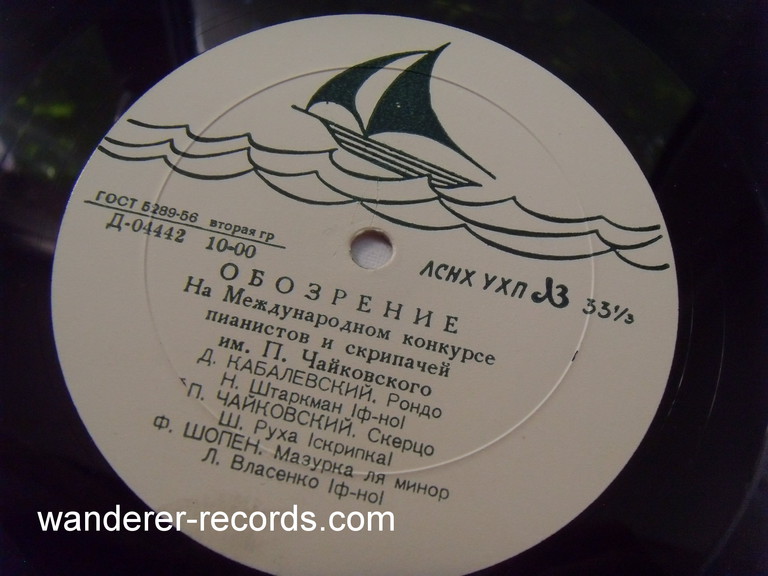 ГОСТ 5289-56 вторая гр
Д-04442 10-00
ЛСНХ УХП ЛЗ 33⅓
ОБОЗРЕНИЕ
На Международном конкурсе
пианистов и скрипачей
им. П. Чайковского
Д. КАБАЛЕВСКИЙ. Рондо
Н. Штаркман (ф-но)
П. ЧАЙКОВСКИЙ. Скерцо
Ш. Руха (скрипка)
Ф. ШОПЕН. Мазурка ля минор
Л. Власенко (ф-но)
wanderer-records.com